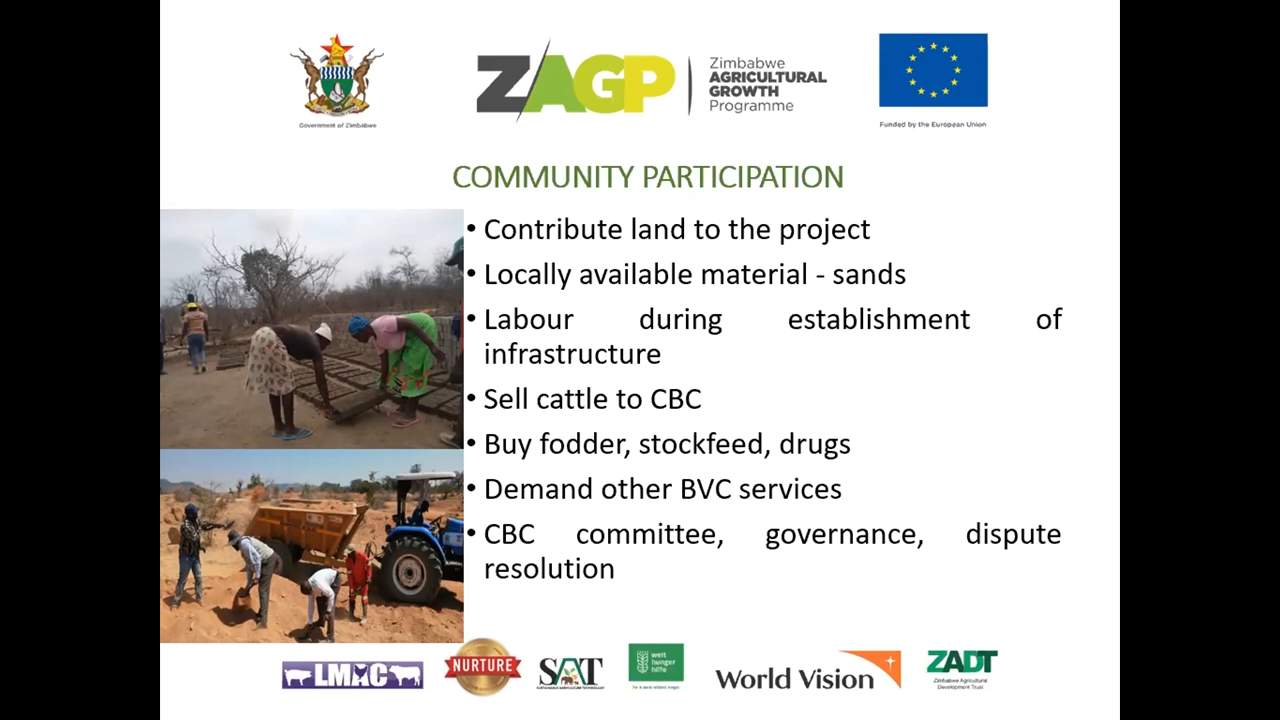 Government of Zimbabwe
ZAGP
Zimbabwe
AGRICULTURAL
GROWTH
Programme
Funded by the European Union
COMMUNITY PARTICIPATION
• Contribute land to the project
• Locally available material - sands
• Labour during establishment of
infrastructure
• Sell cattle to CBC
• Buy fodder, stockfeed, drugs
• Demand other BVC services
• CBC committee, governance, dispute
resolution
LMAC
NURTURE
SAT
welt
hunger
hilfe
World Vision
ZADT
Zimbabwe Agricultural
Development Trust